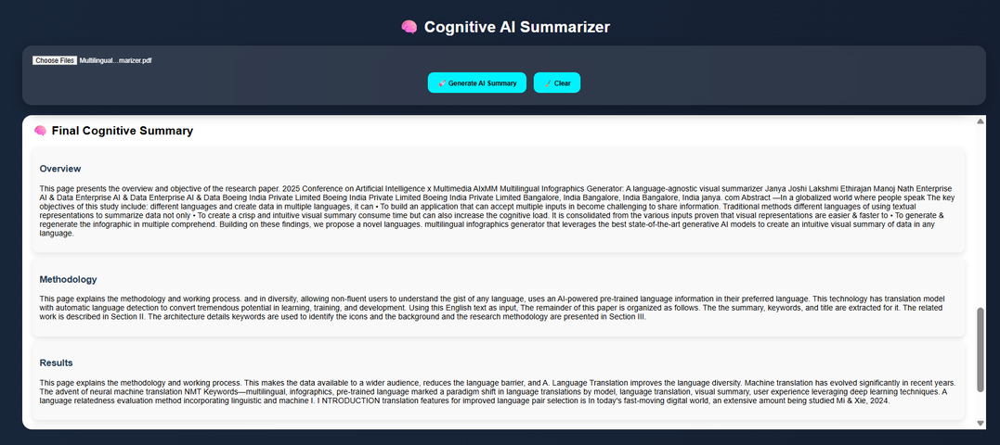 🧠 Cognitive AI Summarizer
Choose Files Multilingual...marizer.pdf
Generate AI Summary
Clear
🧠 Final Cognitive Summary
Overview
This page presents the overview and objective of the research paper. 2025 Conference on Artificial Intelligence x Multimedia AIxMM Multilingual Infographics Generator: A language-agnostic visual summarizer Janya Joshi Lakshmi Ethirajan Manoj Nath Enterprise
AI & Data Enterprise AI & Data Enterprise AI & Data Boeing India Private Limited Boeing India Private Limited Boeing India Private Limited Bangalore, India Bangalore, India Bangalore, India janya. com Abstract —In a globalized world where people speak The key
objectives of this study include: different languages and create data in multiple languages, it can • To build an application that can accept multiple inputs in become challenging to share information. Traditional methods different languages of using textual
representations to summarize data not only • To create a crisp and intuitive visual summary consume time but can also increase the cognitive load. It is consolidated from the various inputs proven that visual representations are easier & faster to • To generate &
regenerate the infographic in multiple comprehend. Building on these findings, we propose a novel languages. multilingual infographics generator that leverages the best state-of-the-art generative AI models to create an intuitive visual summary of data in any
language.
Methodology
This page explains the methodology and working process. and in diversity, allowing non-fluent users to understand the gist of any language, uses an AI-powered pre-trained language information in their preferred language. This technology has translation model
with automatic language detection to convert tremendous potential in learning, training, and development. Using this English text as input, The remainder of this paper is organized as follows. The the summary, keywords, and title are extracted for it. The related
work is described in Section II. The architecture details keywords are used to identify the icons and the background and the research methodology are presented in Section III.
Results
This page explains the methodology and working process. This makes the data available to a wider audience, reduces the language barrier, and A. Language Translation improves the language diversity. Machine translation has evolved significantly in recent years.
The advent of neural machine translation NMT Keywords—multilingual, infographics, pre-trained language marked a paradigm shift in language translations by model, language translation, visual summary, user experience leveraging deep learning techniques. A
language relatedness evaluation method incorporating linguistic and machine I. I NTRODUCTION translation features for improved language pair selection is In today's fast-moving digital world, an extensive amount being studied Mi & Xie, 2024.